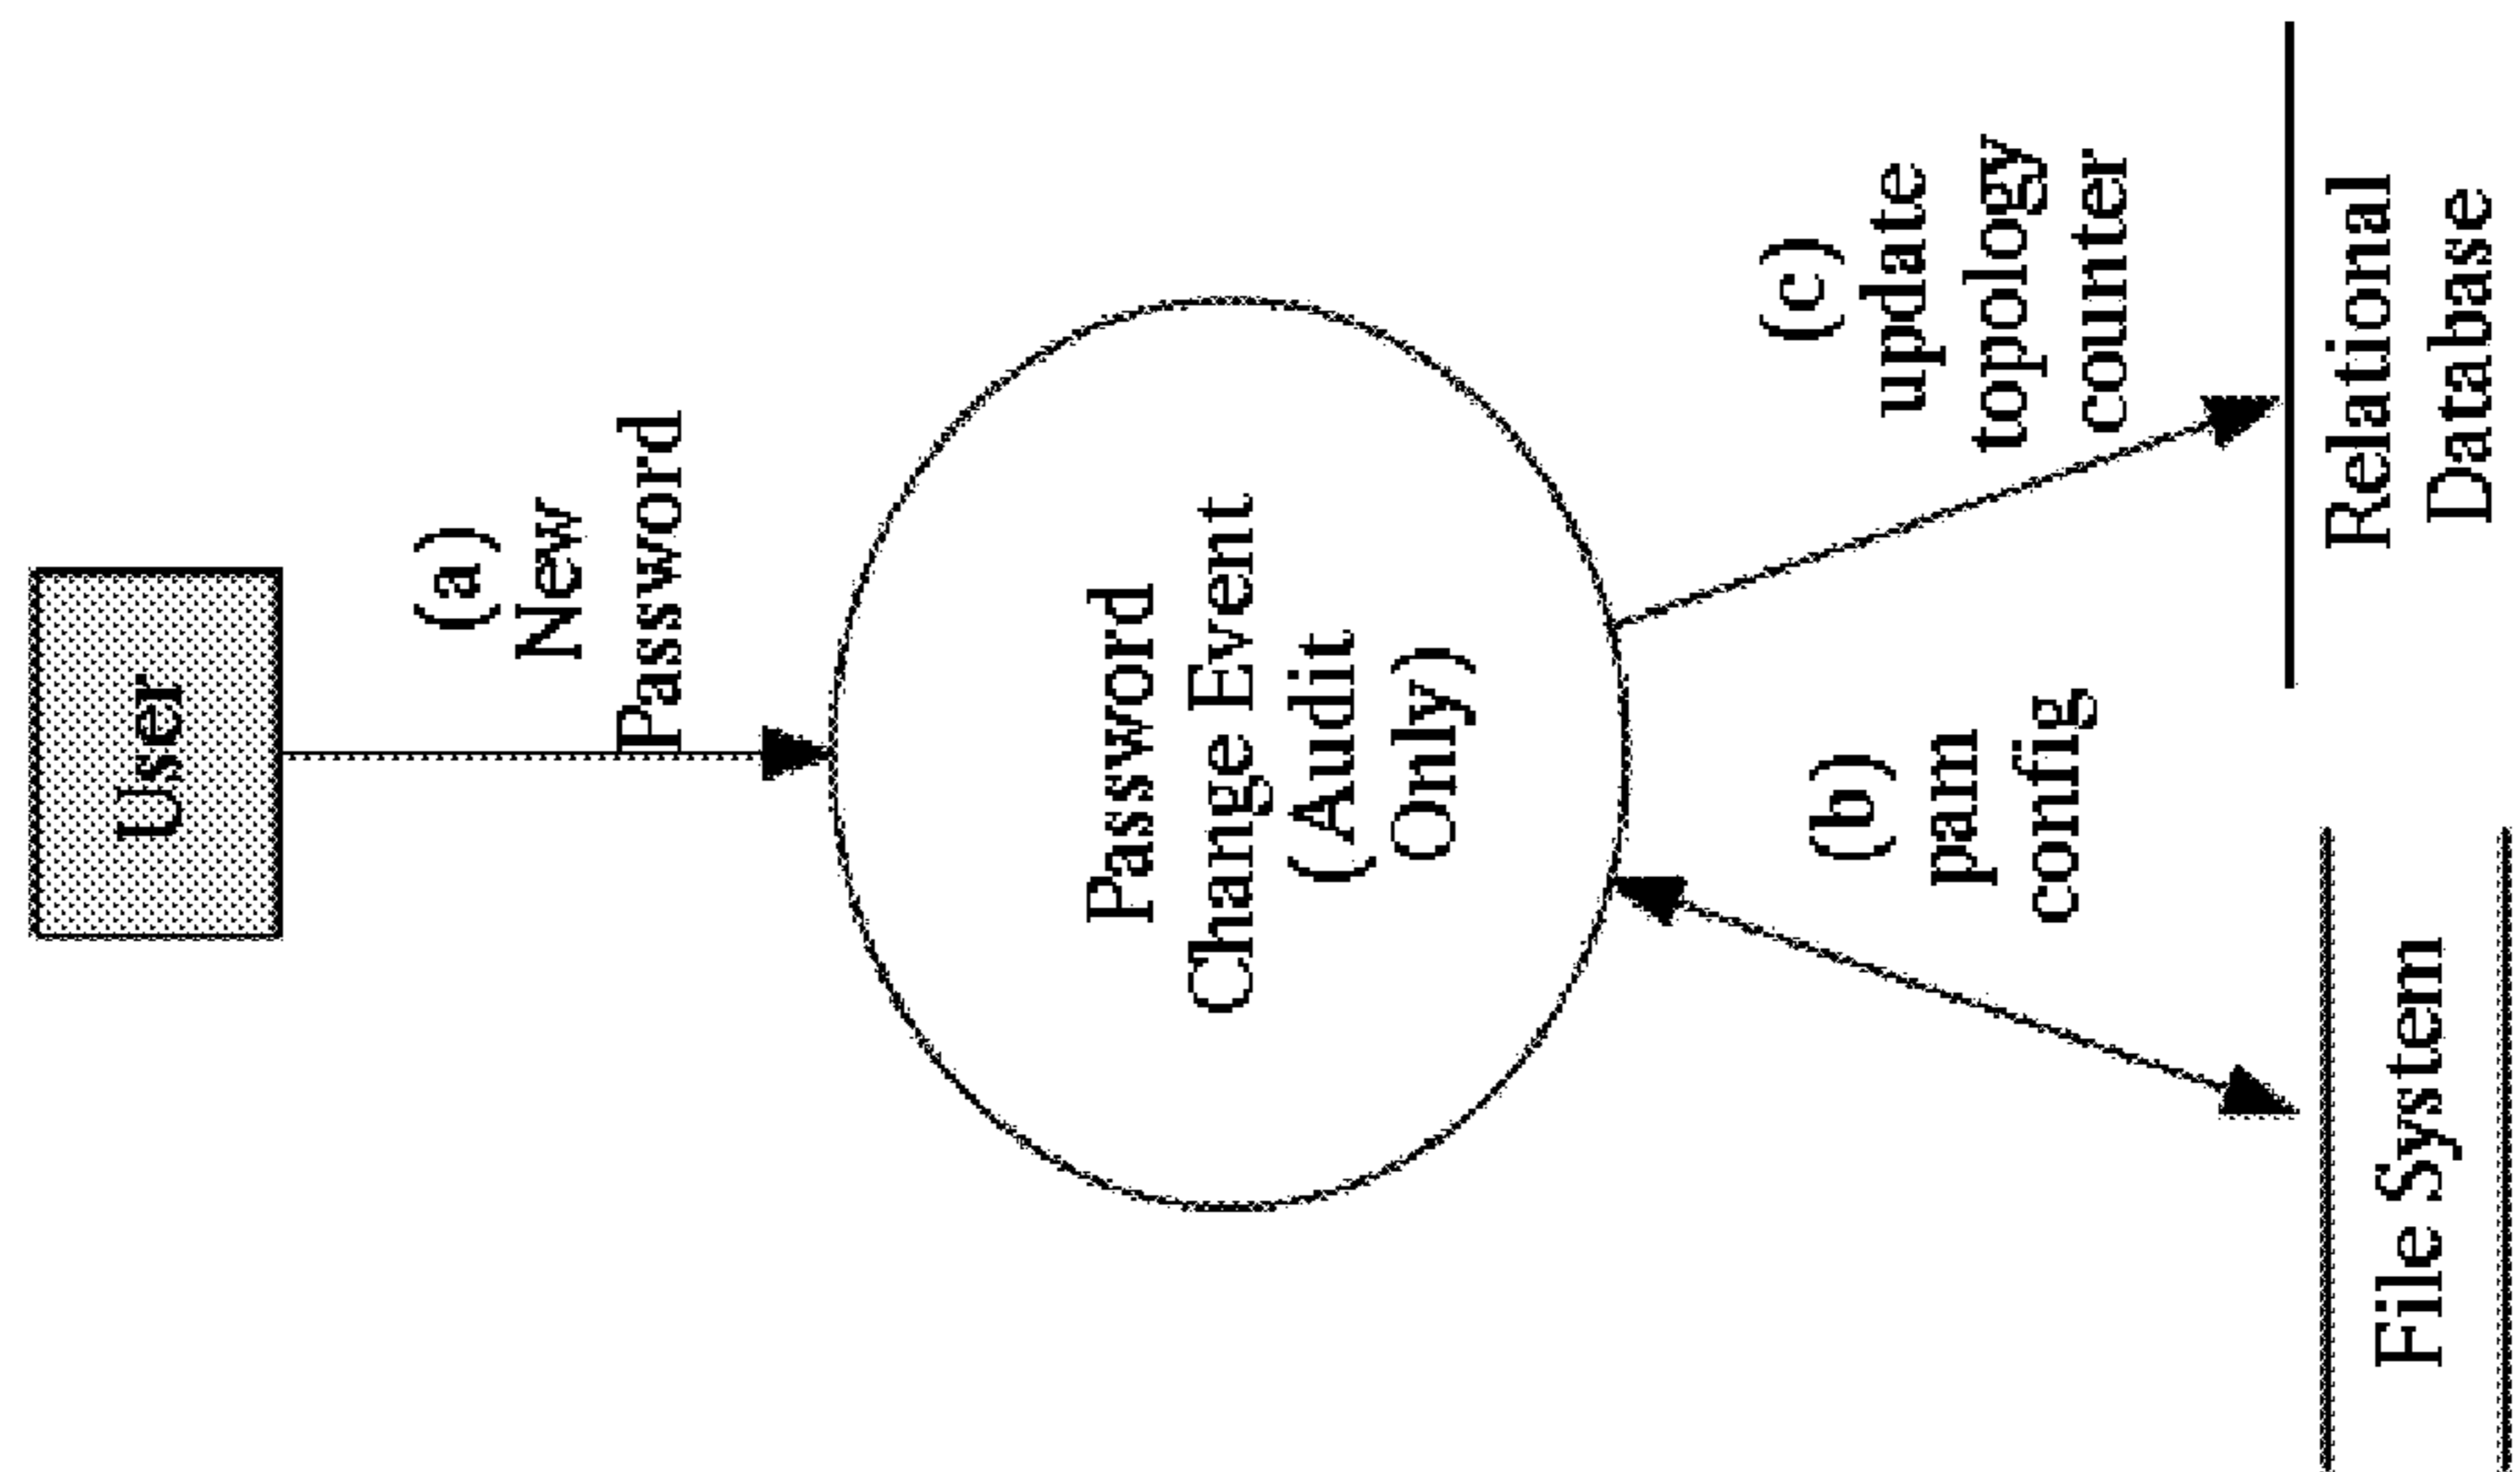 User
(a)
New
Password
Password
Change Event
(Audit
Only)
(b)
pam
config
(c)
update
topology
counter
File System
Relational
Database